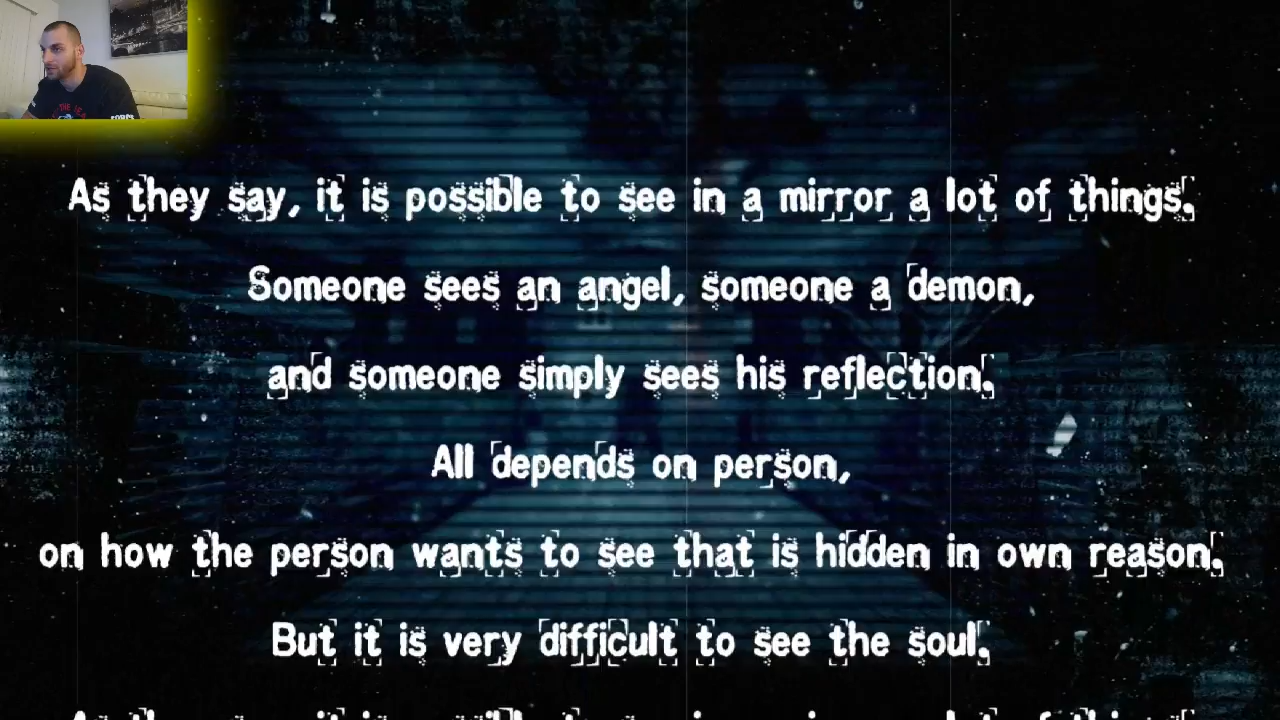 As they say, it is possible to see in a mirror a lot of things.
Someone sees an angel, someone a demon,
and someone simply sees his reflection.
All depends on person,
on how the person wants to see that is hidden in own reason.
But it is very difficult to see the soul.